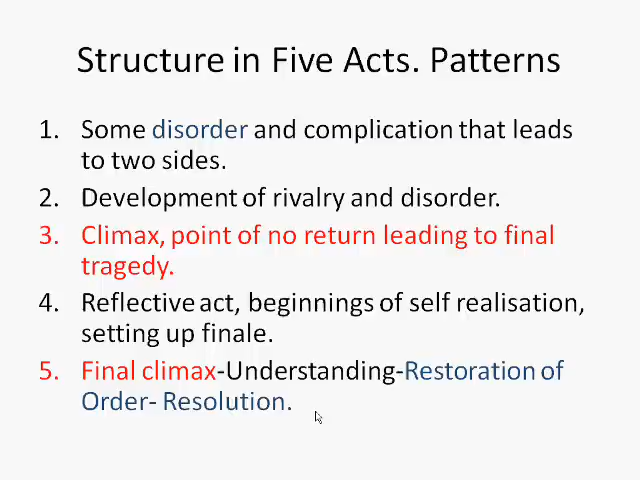 Structure in Five Acts. Patterns
1. Some disorder and complication that leads
to two sides.
2. Development of rivalry and disorder.
3. Climax, point of no return leading to final
tragedy.
4. Reflective act, beginnings of self realisation,
setting up finale.
5. Final climax-Understanding-Restoration of
Order- Resolution.